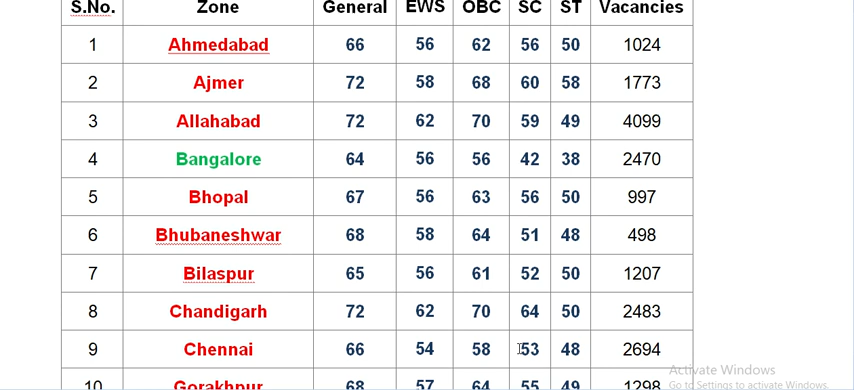 S.No. Zone General EWS OBC SC ST Vacancies
1 Ahmedabad 66 56 62 56 50 1024
2 Ajmer 72 58 68 60 58 1773
3 Allahabad 72 62 70 59 49 4099
4 Bangalore 64 56 56 42 38 2470
5 Bhopal 67 56 63 56 50 997
6 Bhubaneshwar 68 58 64 51 48 498
7 Bilaspur 65 56 61 52 50 1207
8 Chandigarh 72 62 70 64 50 2483
9 Chennai 66 54 58 53 48 2694
10 Gorakhpur 68 57 64 55 49 1298
Activate Windows
Go to Settings to activate Windows.